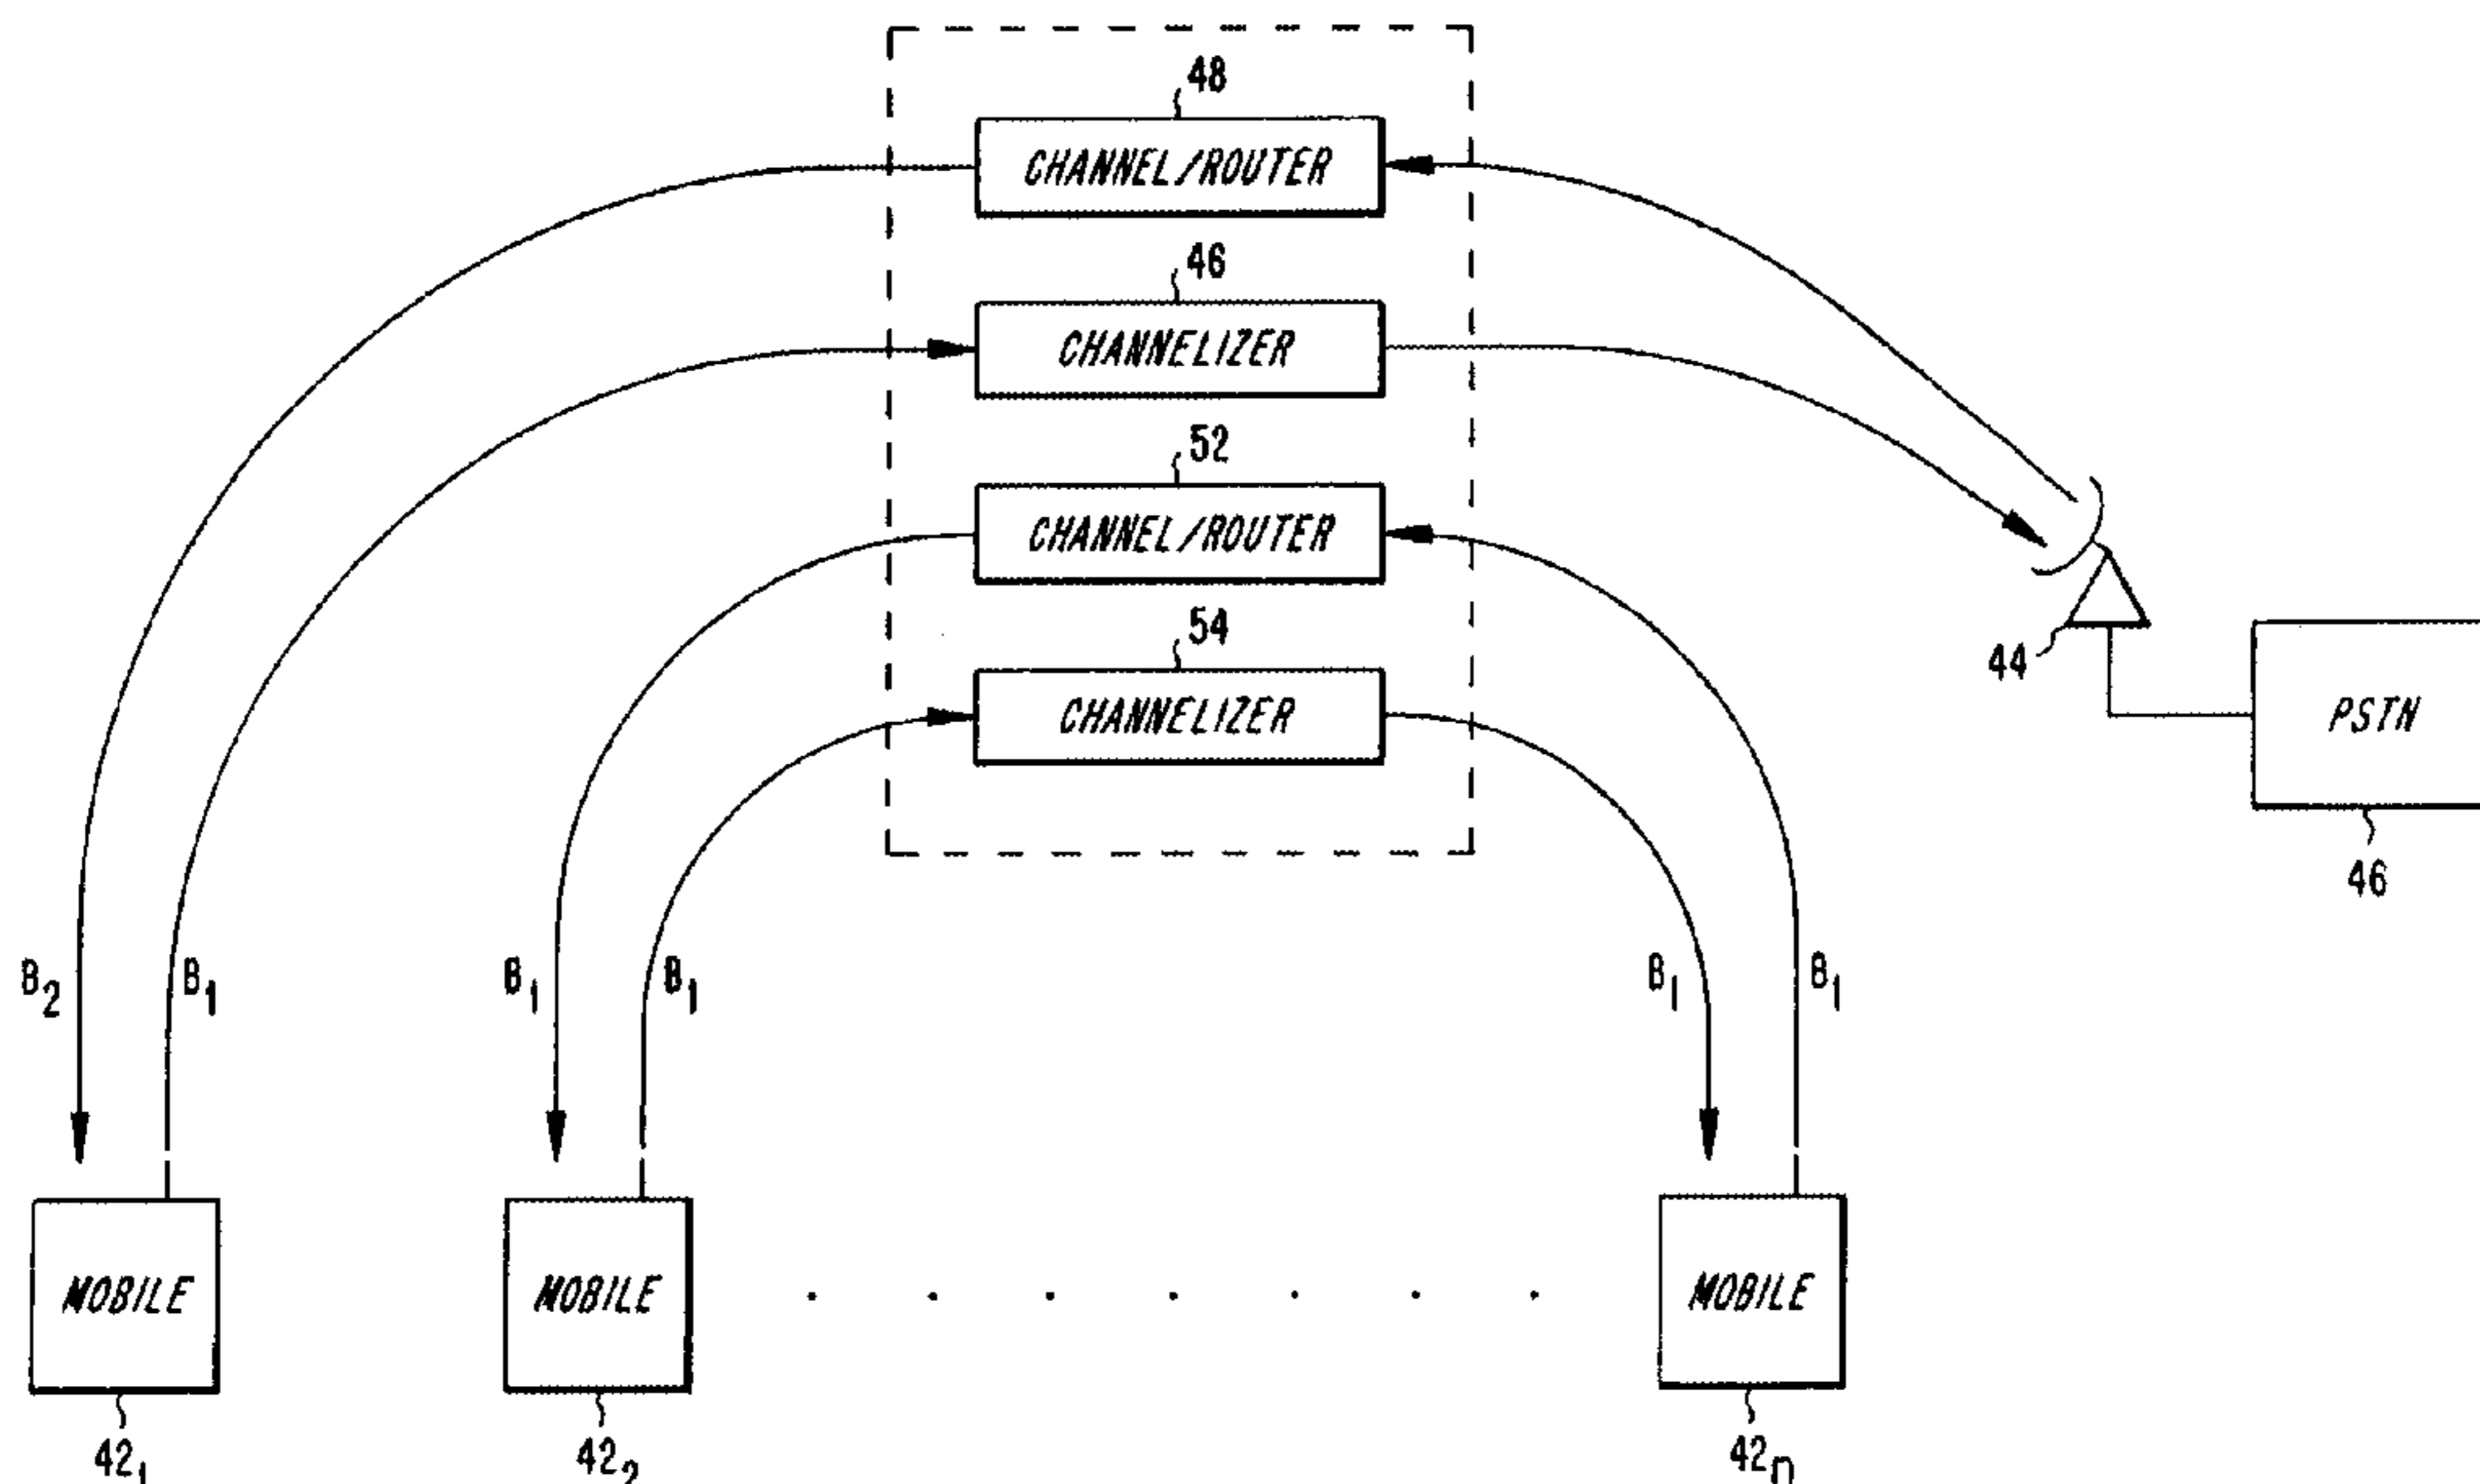 48
CHANNEL/ROUTER
46
CHANNELIZER
52
CHANNEL/ROUTER
54
CHANNELIZER
44
PSTN
46
B2
B1
B1
B1
B1
B1
MOBILE
MOBILE
. . . . . . .
MOBILE
421
422
42n